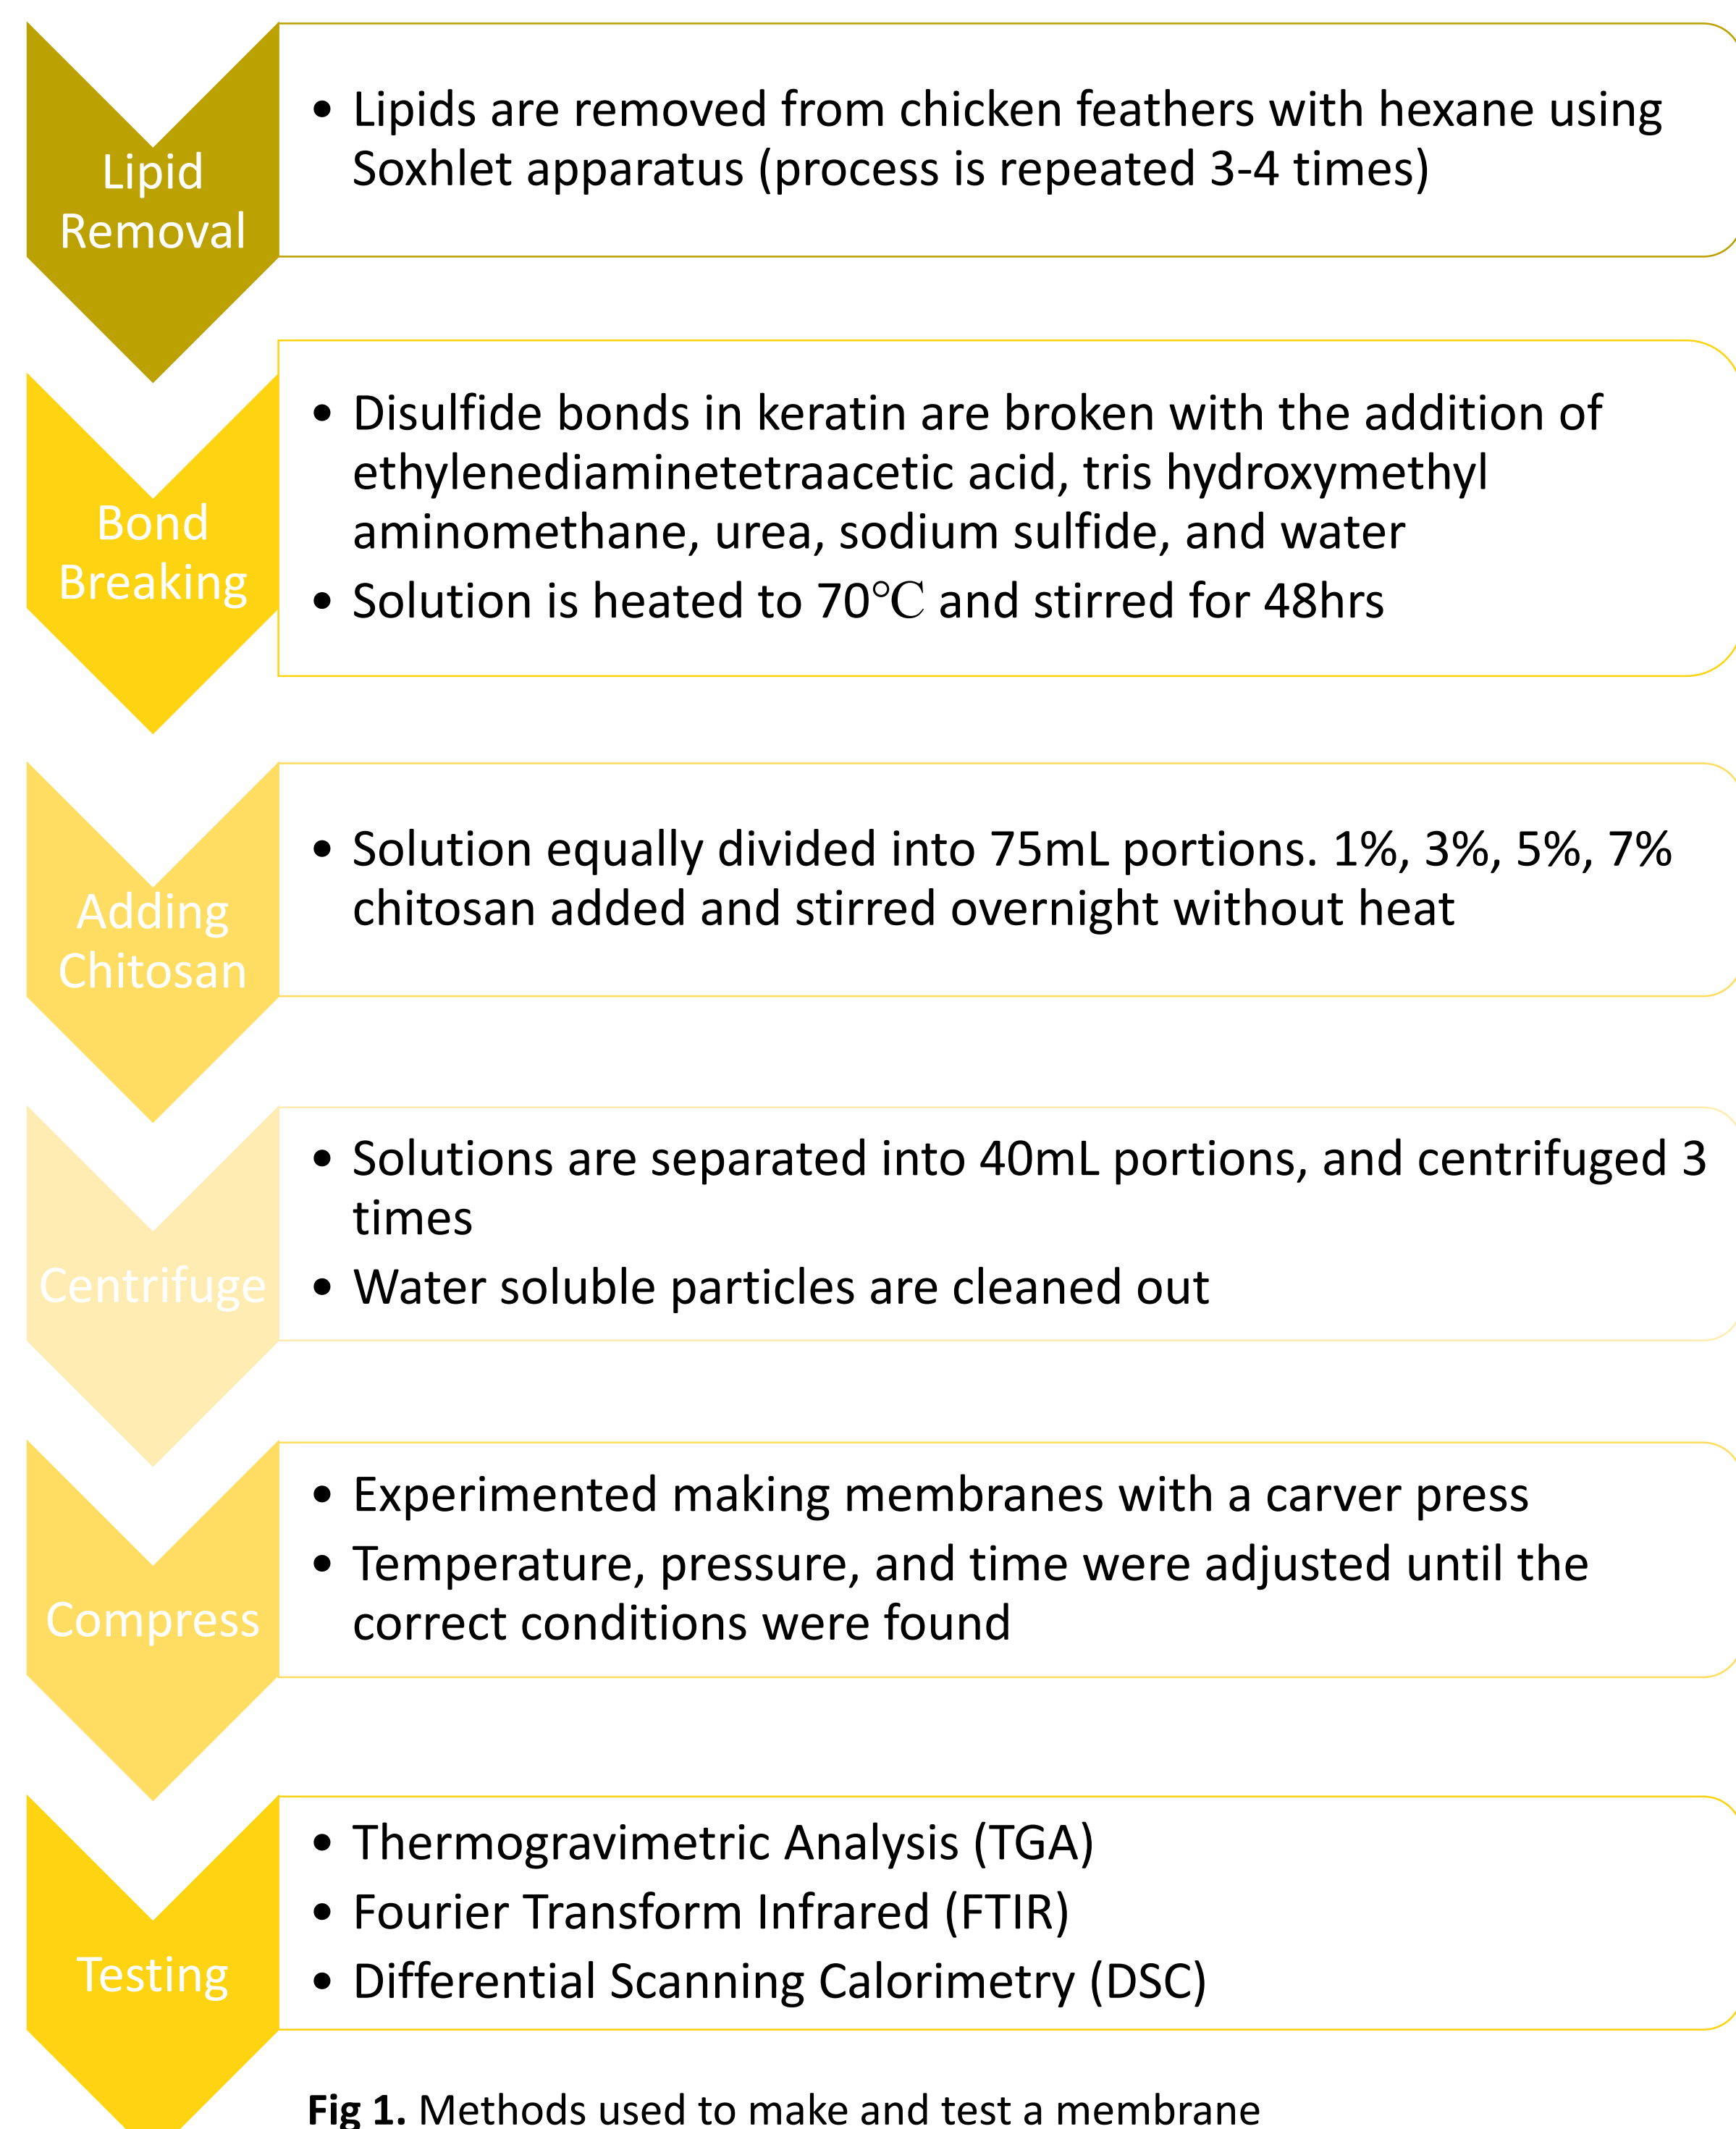 Lipid
Removal
• Lipids are removed from chicken feathers with hexane using
Soxhlet apparatus (process is repeated 3-4 times)
Bond
Breaking
• Disulfide bonds in keratin are broken with the addition of
ethylenediaminetetraacetic acid, tris hydroxymethyl
aminomethane, urea, sodium sulfide, and water
• Solution is heated to 70℃ and stirred for 48hrs
Adding
Chitosan
• Solution equally divided into 75mL portions. 1%, 3%, 5%, 7%
chitosan added and stirred overnight without heat
Centrifuge
• Solutions are separated into 40mL portions, and centrifuged 3
times
• Water soluble particles are cleaned out
Compress
• Experimented making membranes with a carver press
• Temperature, pressure, and time were adjusted until the
correct conditions were found
Testing
• Thermogravimetric Analysis (TGA)
• Fourier Transform Infrared (FTIR)
• Differential Scanning Calorimetry (DSC)
Fig 1. Methods used to make and test a membrane